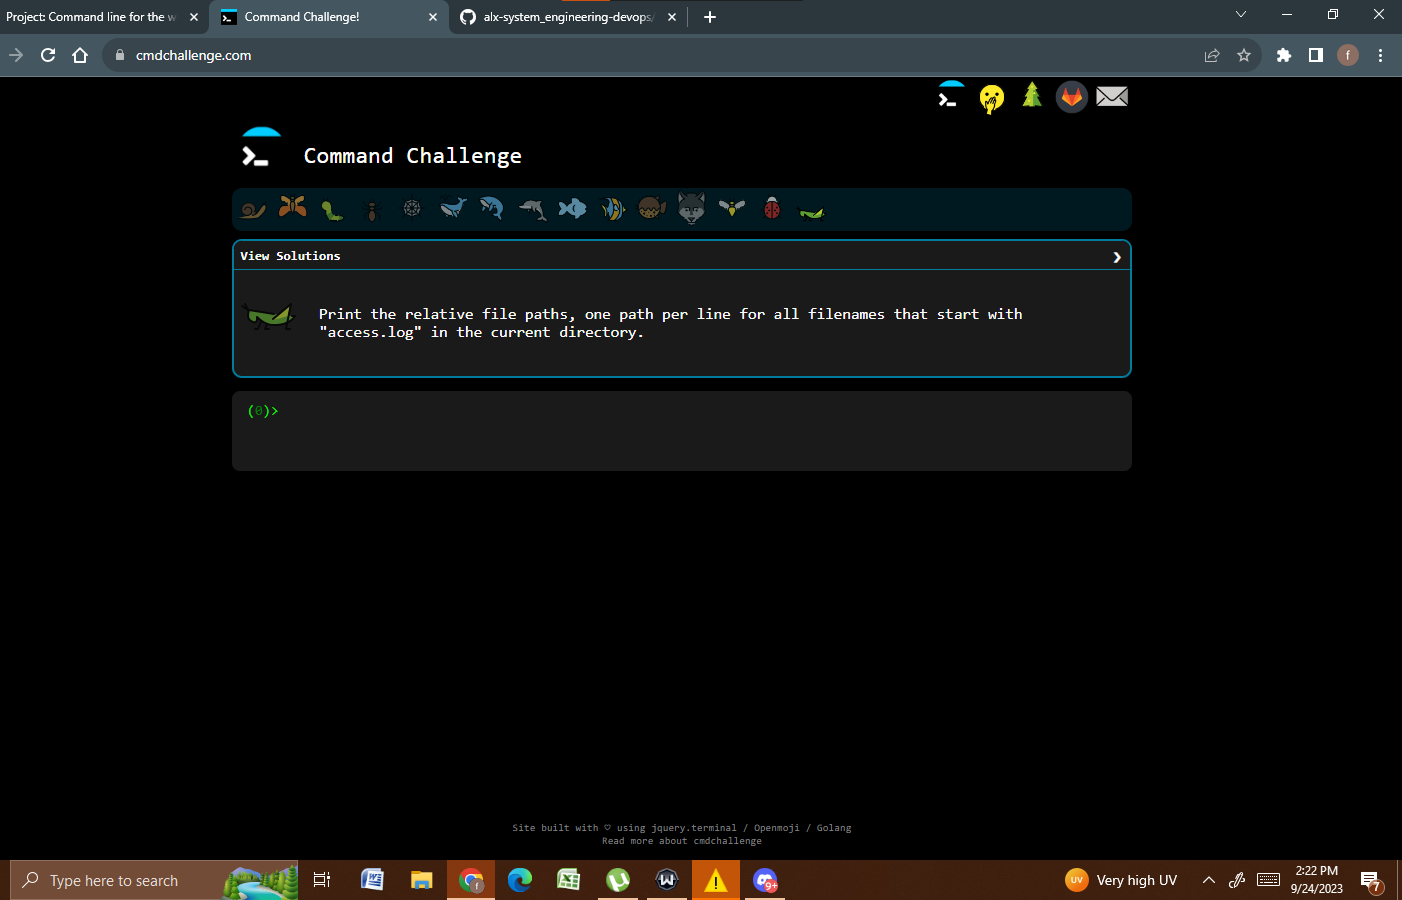 Project: Command line for the w
Command Challenge!
alx-system_engineering-devops/
cmdchallenge.com
f
Command Challenge
View Solutions
Print the relative file paths, one path per line for all filenames that start with
"access.log" in the current directory.
(0)>
Site built with ♡ using jquery.terminal / Openmoji / Golang
Read more about cmdchallenge
Type here to search
f
9+
UV
Very high UV
2:22 PM
9/24/2023
7